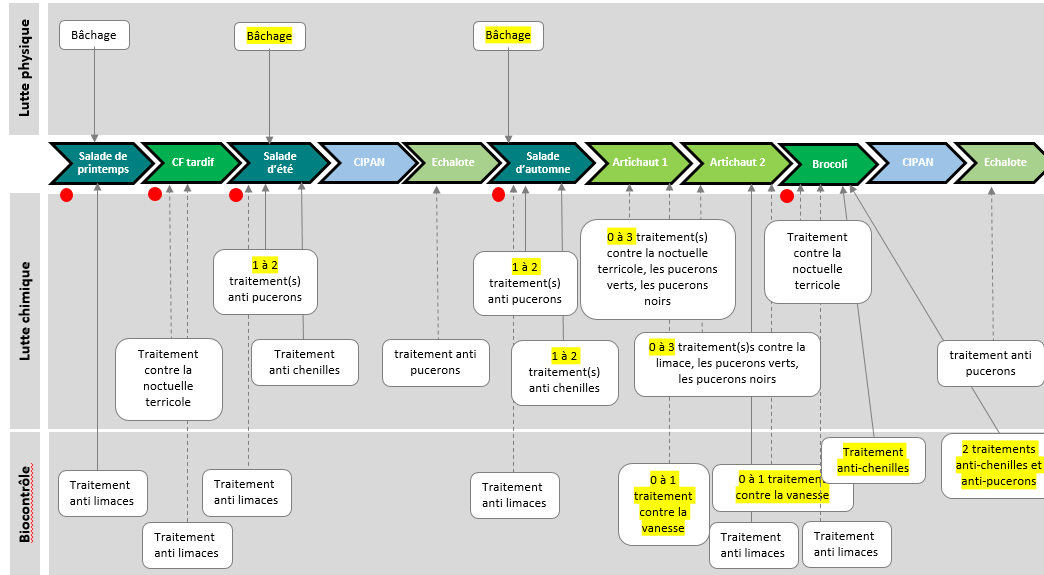 Lutte physique
Bâchage
Bâchage
Bâchage
Salade de
printemps
CF tardif
Salade
d'été
CIPAN
Echalote
Salade
d'automne
Artichaut 1
Artichaut 2
Brocoli
CIPAN
Echalote
Lutte chimique
1 à 2
traitement(s)
anti pucerons
1 à 2
traitement(s)
anti pucerons
0 à 3 traitement(s)
contre la noctuelle
terricole, les pucerons
verts, les pucerons
noirs
Traitement
contre la
noctuelle
terricole
Traitement
contre la
noctuelle
terricole
Traitement
anti chenilles
traitement anti
pucerons
1 à 2
traitement(s)
anti chenilles
0 à 3 traitement(s)s contre la
limace, les pucerons verts,
les pucerons noirs
traitement anti
pucerons
Biocontrôle
Traitement
anti limaces
Traitement
anti limaces
Traitement
anti limaces
Traitement
anti limaces
0 à 1
traitement
contre la
vanesse
0 à 1 traitemen
contre la vanesse
Traitement
anti-chenilles
2 traitements
anti-chenilles et
anti-pucerons
Traitement
anti limaces
Traitement
anti limaces